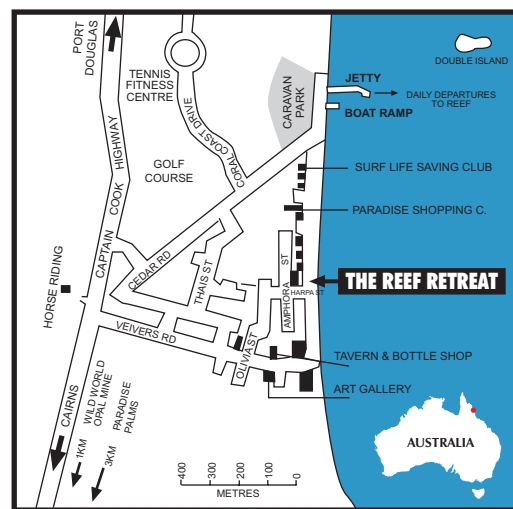 PORT
DOUGLAS
DOUBLE ISLAND
TENNIS
FITNESS
CENTRE
JETTY
DAILY DEPARTURES
TO REEF
CARAVAN
PARK
BOAT RAMP
CORAL COAST DRIVE
GOLF
COURSE
SURF LIFE SAVING CLUB
CAPTAIN COOK HIGHWAY
PARADISE SHOPPING C.
CEDAR RD
THAIS ST
AMPHORA ST
HARPA ST
THE REEF RETREAT
HORSE RIDING
VEIVERS RD
OLIVIA ST
TAVERN & BOTTLE SHOP
ART GALLERY
CAIRNS
1KM
WILD WORLD
OPAL MINE
3KM
PARADISE
PALMS
AUSTRALIA
400 300 200 100 0
METRES